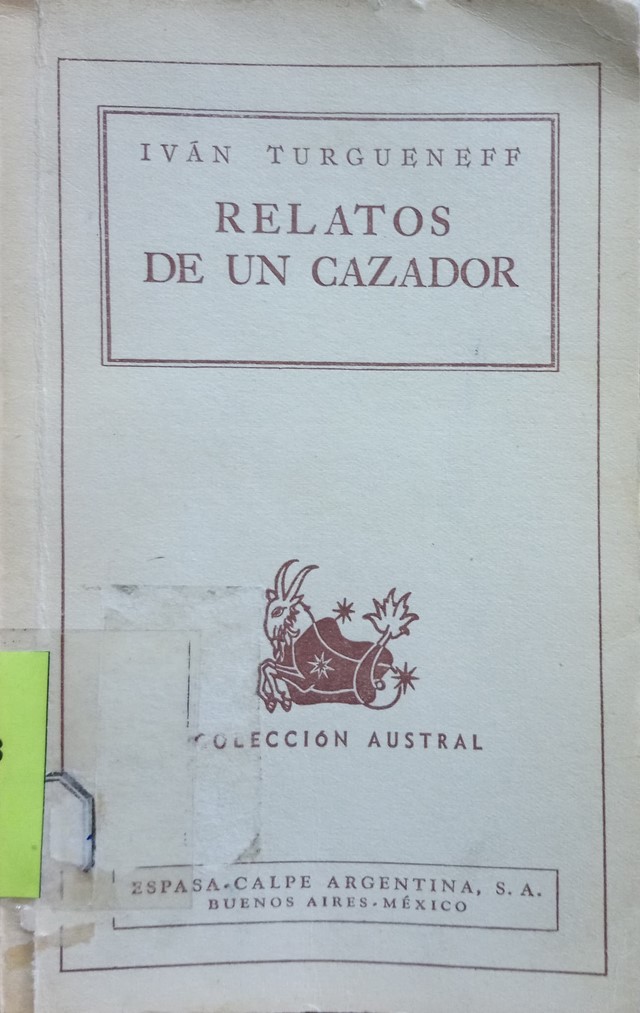 IVÁN TURGUENEFF
RELATOS
DE UN CAZADOR
COLECCIÓN AUSTRAL
ESPASA-CALPE ARGENTINA, S. A.
BUENOS AIRES-MÉXICO